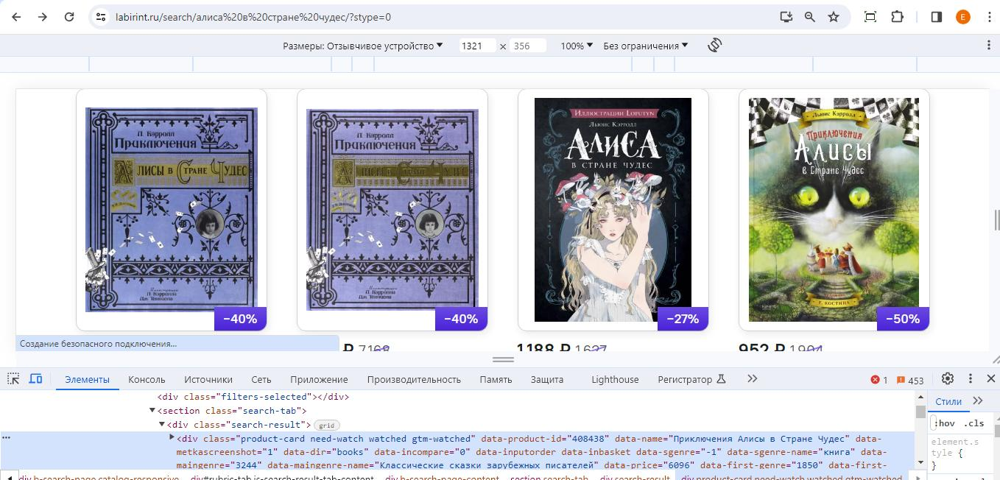 labirint.ru/search/алиса%20в%20стране%20чудес/?stype=0
E
Размеры: Отзывчивое устройство
1321 × 356
100%
Без ограничения
Л. Кэрролл
Приключения
Алисы в Стране Чудес
Иллюстрации
Л. Кэрролла
Дж. Тенниела
−40%
Л. Кэрролл
Приключения
Алисы в Стране Чудес
Иллюстрации
Л. Кэрролла
Дж. Тенниела
−40%
Иллюстрации Loputyn
Льюис Кэрролл
Алиса
в стране чудес
−27%
Льюис Кэрролл
Приключения
Алисы
в Стране Чудес
Е. КОСТИНА
−50%
Создание безопасного подключения...
₽ 7168
1188 ₽ 1627
952 ₽ 1904
Элементы
Консоль
Источники
Сеть
Приложение
Производительность
Память
Защита
Lighthouse
Регистратор
1
453
<div class="filters-selected"></div>
<section class="search-tab">
<div class="search-result"> grid
<div class="product-card need-watch watched gtm-watched" data-product-id="408438" data-name="Приключения Алисы в Стране Чудес" data-
metkascreenshot="1" data-dir="books" data-incompare="0" data-inputorder data-inbasket data-sgenre="-1" data-sgenre-name="книга" data-
maingenre="3244" data-maingenre-name="Классические сказки зарубежных писателей" data-price="6096" data-first-genre="1850" data-first-
Стили
:hov .cls
element.s
tyle {
}
div.b-search-page.catalog-responsive
div#rubric-tab.js-search-result-tab-content
div.b-search-page-content
section.search-tab
div.search-result
div.product-card.need-watch.watched.gtm-watched